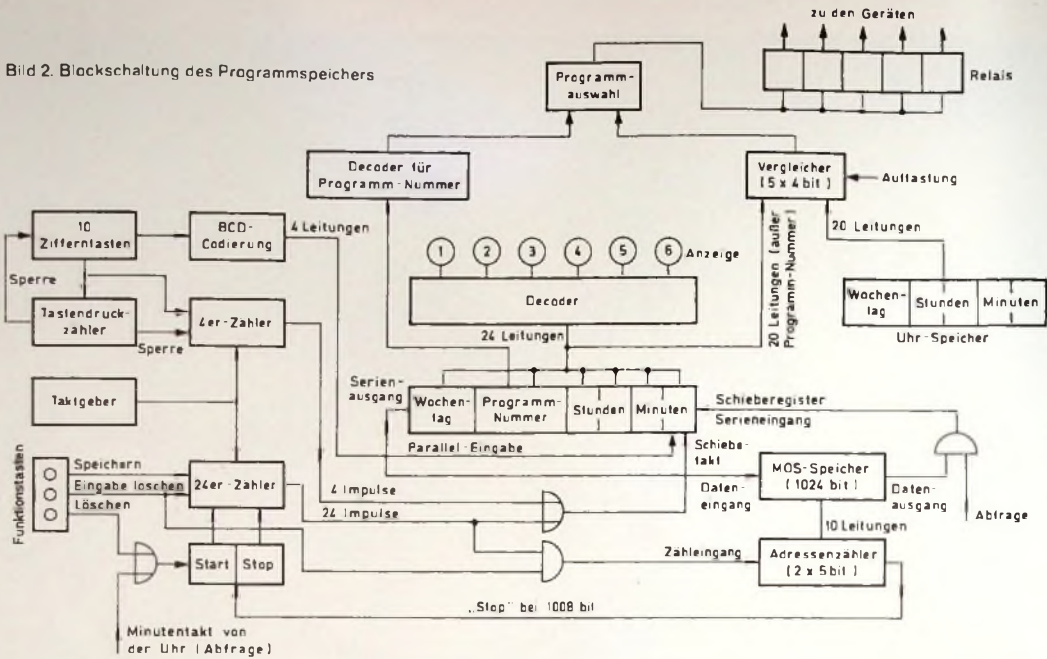 zu den Geräten
Bild 2. Blockschaltung des Programmspeichers
Programm-
auswahl
Relais
Decoder für
Programm-Nummer
Vergleicher
(5 x 4 bit)
Auftastung
10
Zifferntasten
BCD-
Codierung
4 Leitungen
1 2 3 4 5 6 Anzeige
20 Leitungen
20 Leitungen (außer
Programm-Nummer)
Sperre
Decoder
Wochen-
tag
Stunden
Minuten
Uhr-Speicher
Tastendruck-
zähler
4er-Zähler
Sperre
24 Leitungen
Taktgeber
Serien-
ausgang
Wochen-
tag
Programm-
Nummer
Stunden
Minuten
Schieberegister
Serieneingang
Parallel-Eingabe
Schiebe-
takt
Funktionstasten
Speichern
Eingabe löschen
Löschen
24er-Zähler
4 Impulse
24 Impulse
Daten-
eingang
MOS-Speicher
(1024 bit)
Daten-
ausgang
Abfrage
10 Leitungen
Start
Stop
Zähleingang
Adressenzähler
(2 x 5 bit)
„Stop" bei 1008 bit
Minutentakt von
der Uhr (Abfrage)